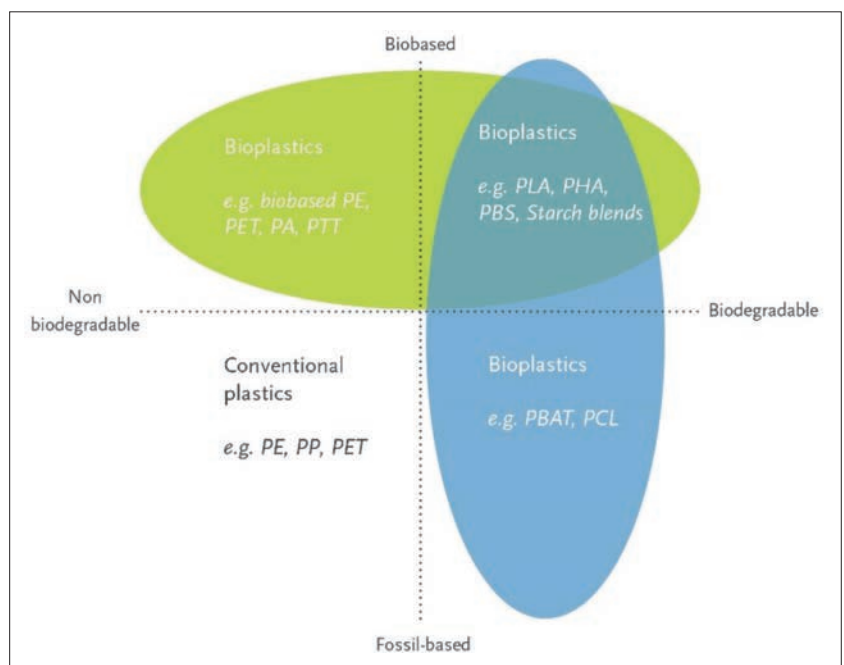 Biobased
Bioplastics
e.g. biobased PE,
PET, PA, PTT
Bioplastics
e.g. PLA, PHA,
PBS, Starch blends
Non
biodegradable
Biodegradable
Conventional
plastics
e.g. PE, PP, PET
Bioplastics
e.g. PBAT, PCL
Fossil-based